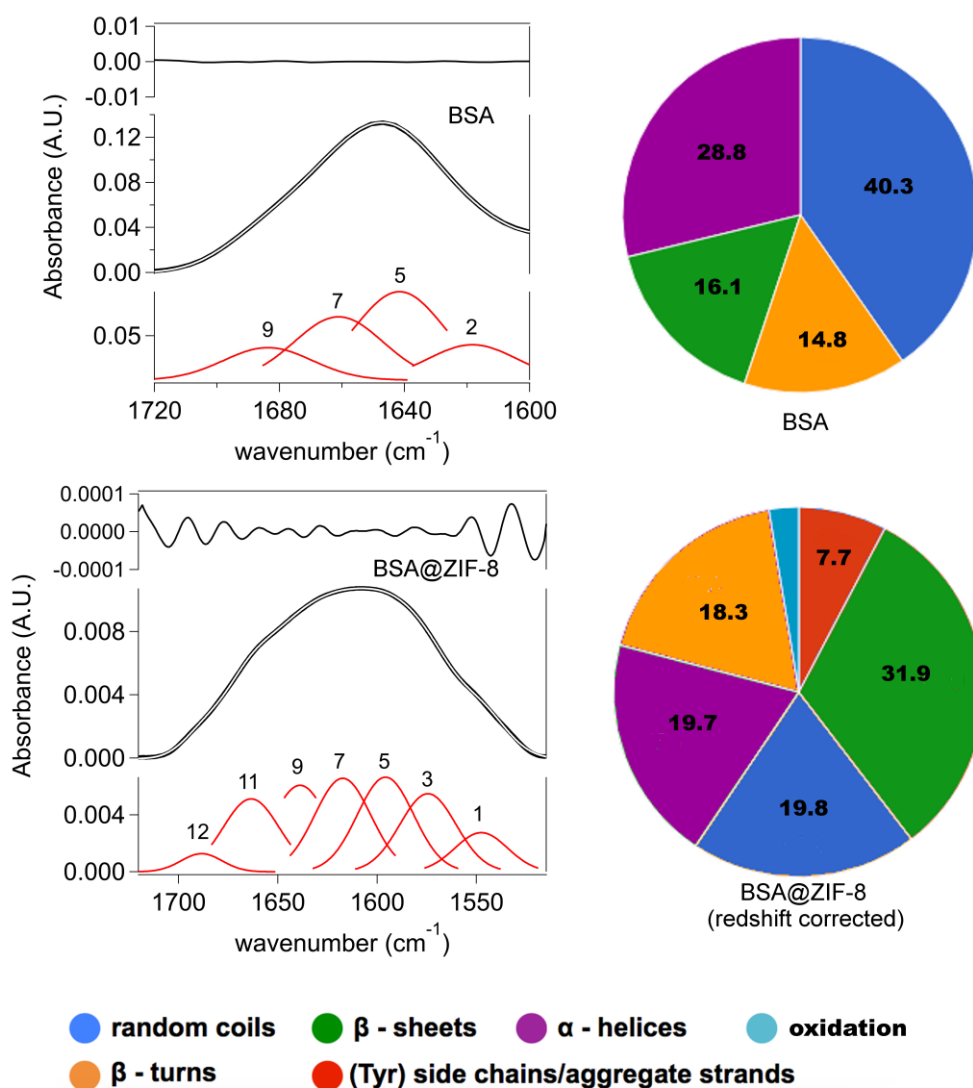 0.01
0.00
-0.01
BSA
0.12
0.08
0.04
0.00
Absorbance (A.U.)
0.05
9
7
5
2
1720
1680
1640
1600
wavenumber (cm-1)
28.8
40.3
16.1
14.8
BSA
0.0001
0.0000
-0.0001
BSA@ZIF-8
0.008
0.004
0.000
Absorbance (A.U.)
0.004
0.000
12
11
9
7
5
3
1
1700
1650
1600
1550
wavenumber (cm-1)
7.7
18.3
31.9
19.7
19.8
BSA@ZIF-8
(redshift corrected)
random coils
β - sheets
α - helices
oxidation
β - turns
(Tyr) side chains/aggregate strands